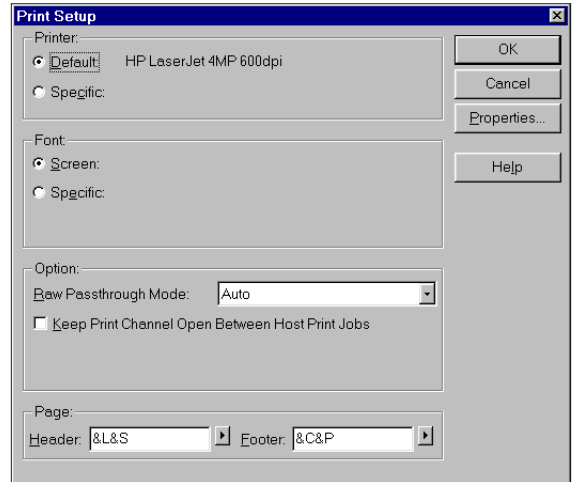 Print Setup
Printer:
Default: HP LaserJet 4MP 600dpi
Specific:
Font:
Screen:
Specific:
Option:
Raw Passthrough Mode: Auto
Keep Print Channel Open Between Host Print Jobs
Page:
Header: &L&S Footer: &C&P
OK
Cancel
Properties...
Help